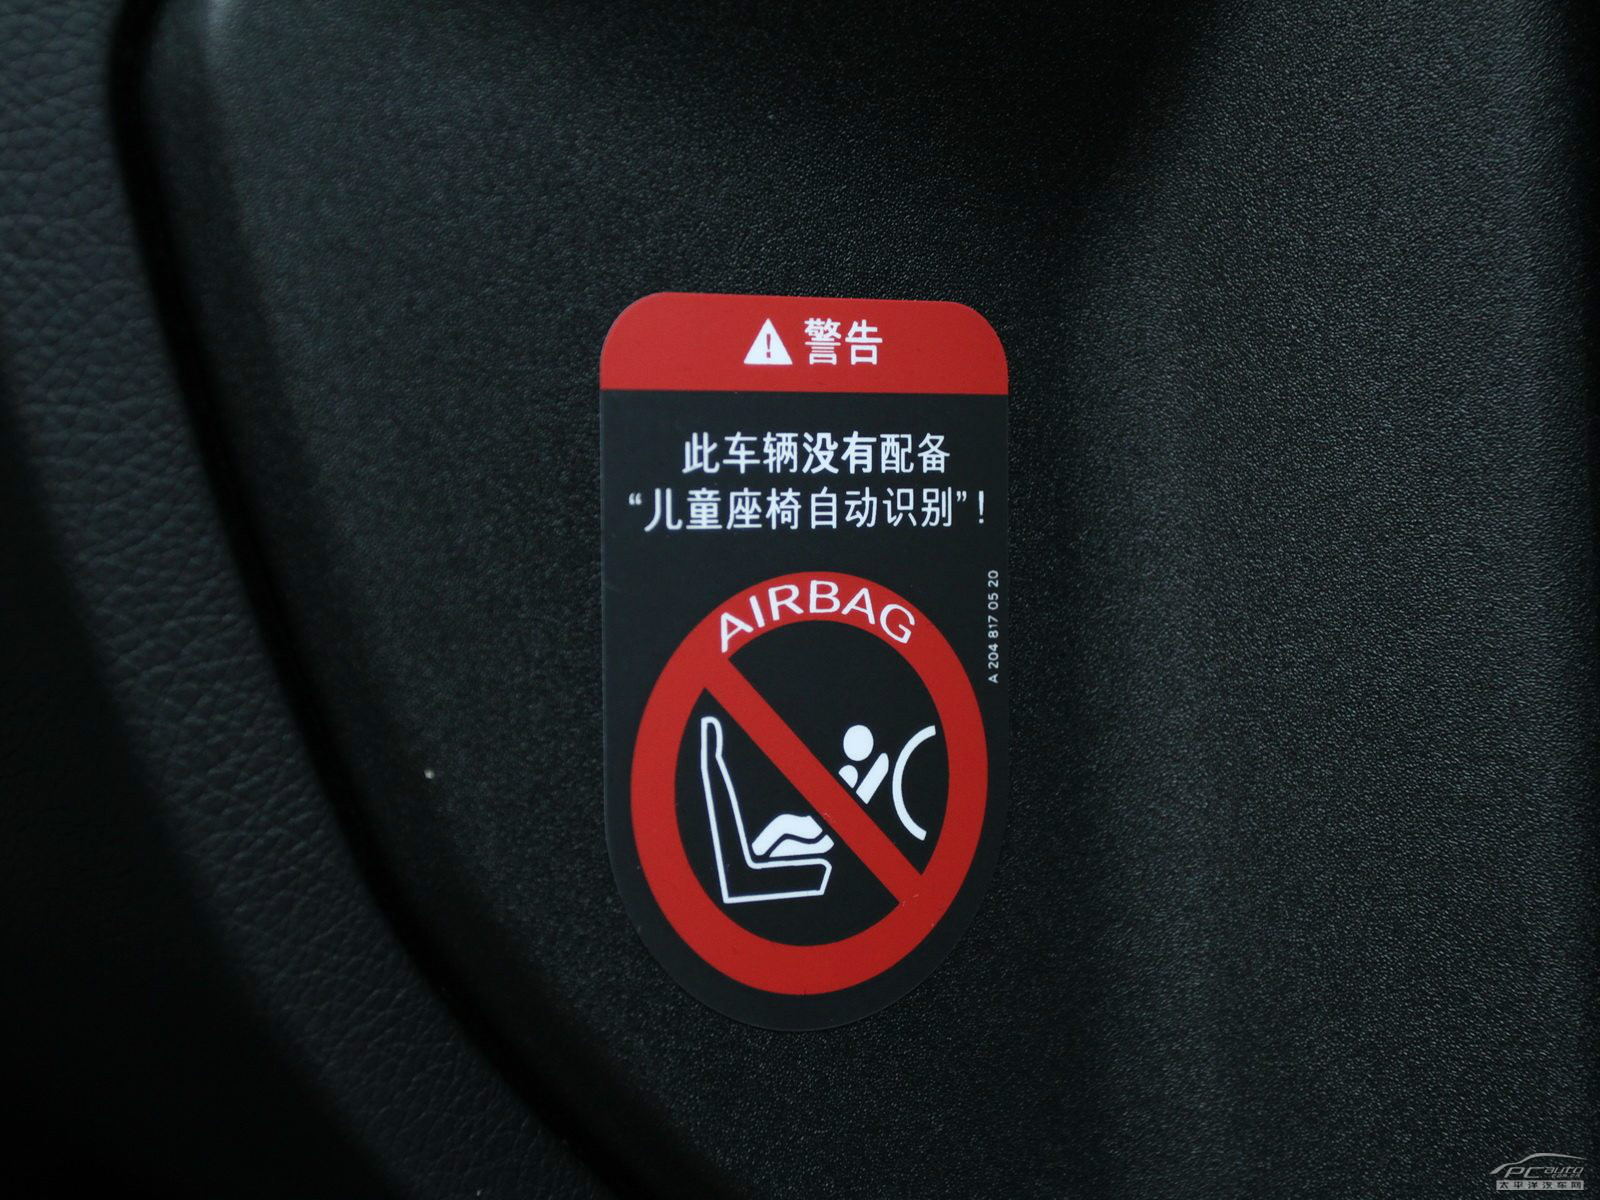 警告
此车辆没有配备
“儿童座椅自动识别”！
AIRBAG
A 204 817 05 20
PCauto
太平洋汽车网